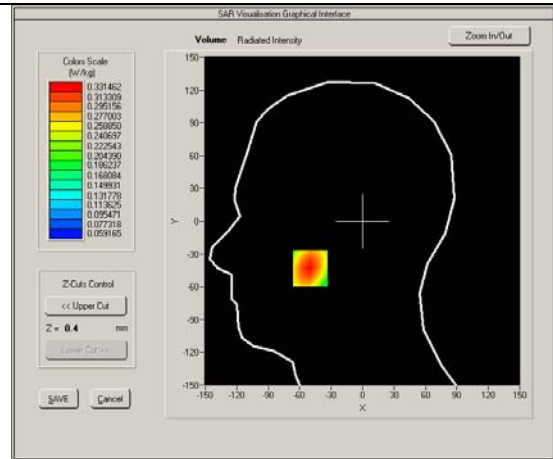 SAR Visualisation Graphical Interface
Volume Radiated Intensity
Zoom In/Out
Colors Scale
(W/kg)
0.331462
0.313309
0.295156
0.277003
0.258850
0.240697
0.222543
0.204390
0.186237
0.168084
0.149931
0.131778
0.113625
0.095471
0.077318
0.059165
Z-Cuts Control
<< Upper Cut
Z = 0.4 mm
Lower Cut >>
SAVE Cancel
150-
120-
90-
60-
30-
Y 0-
-30-
-60-
-90-
-120-
-150-
-150 -120 -90 -60 -30 0 30 60 90 120 150
X